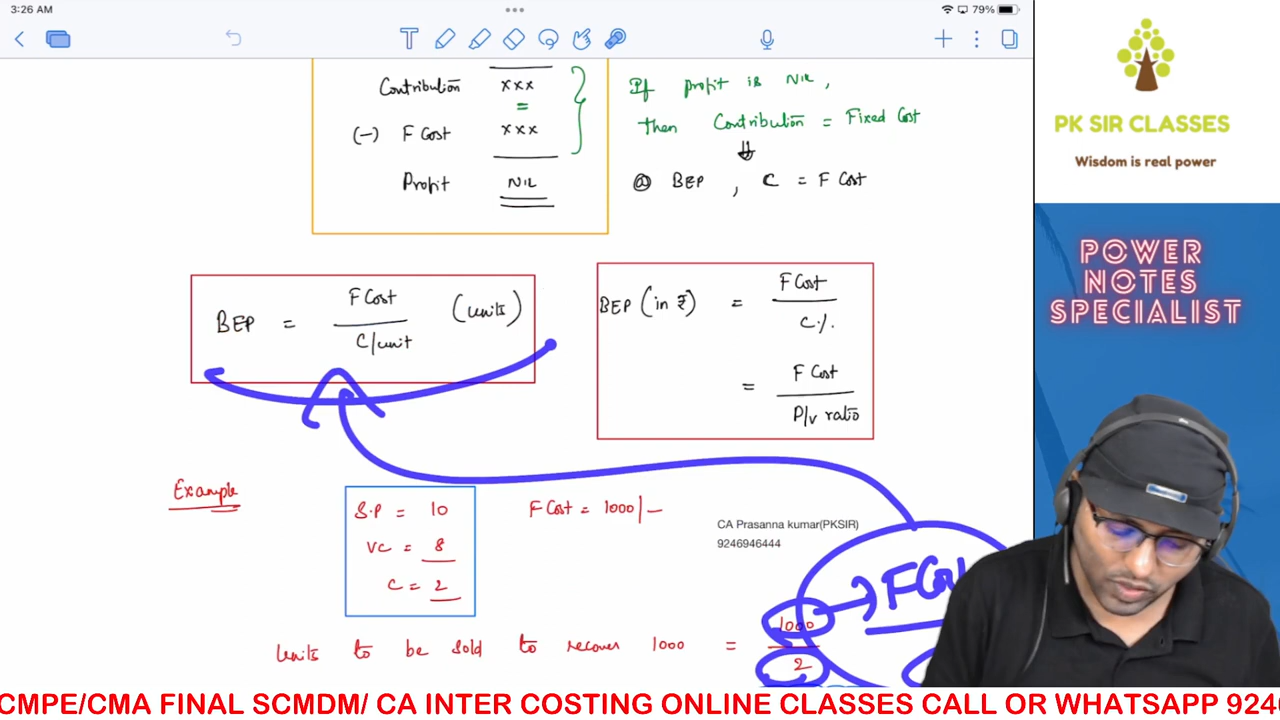 3:26 AM
79%
T
Contribution xxx
=
(-) F Cost xxx
Profit NIL
If Profit is NIL,
then Contribution = Fixed Cost
@ BEP, C = F Cost
BEP = F Cost / C/unit (units)
BEP (in ₹) = F Cost / C%.
= F Cost / P/v ratio
Example
S.P = 10
VC = 8
C = 2
F Cost = 1000/-
CA Prasanna kumar(PKSIR)
9246946444
Units to be sold to recover 1000 = 1000 / 2
PK SIR CLASSES
Wisdom is real power
POWER
NOTES
SPECIALIST
CMPE/CMA FINAL SCMDM/ CA INTER COSTING ONLINE CLASSES CALL OR WHATSAPP 924